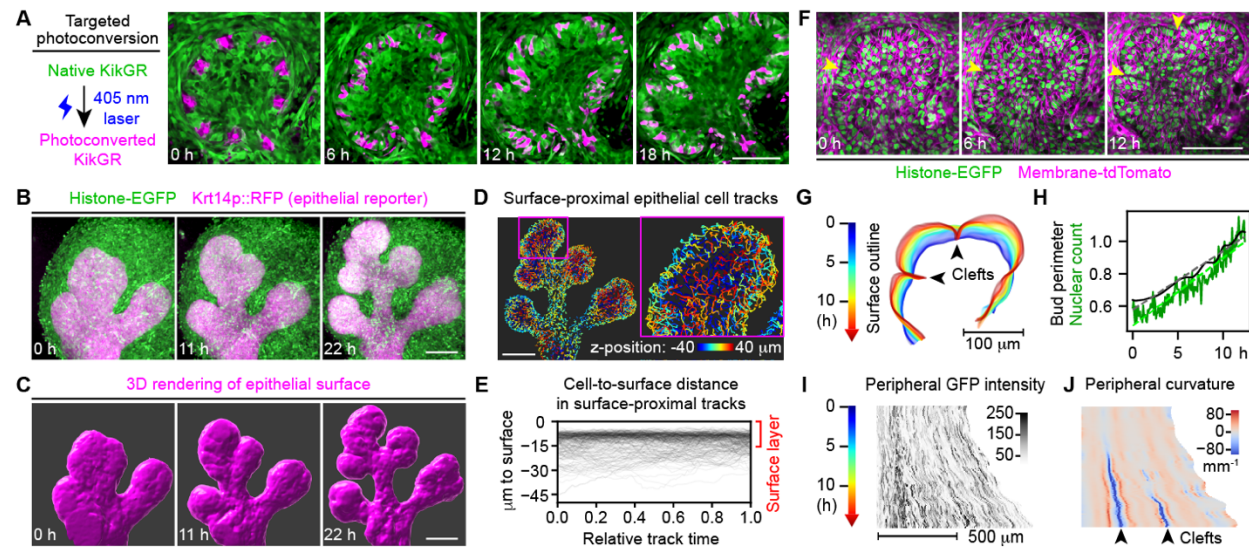 A
Targeted
photoconversion
Native KikGR
405 nm
laser
Photoconverted
KikGR
0 h
6 h
12 h
18 h
B
Histone-EGFP Krt14p::RFP (epithelial reporter)
0 h
11 h
22 h
C
3D rendering of epithelial surface
0 h
11 h
22 h
D
Surface-proximal epithelial cell tracks
z-position: -40 40 μm
E
Cell-to-surface distance
in surface-proximal tracks
μm to surface
0
−15
−30
−45
0.0 0.2 0.4 0.6 0.8 1.0
Relative track time
Surface layer
F
0 h
6 h
12 h
Histone-EGFP Membrane-tdTomato
G
0
5
10
(h)
Surface outline
Clefts
100 μm
H
Bud perimeter
Nuclear count
1.0
0.8
0.6
0 5 10 h
I
Peripheral GFP intensity
0
5
10
(h)
250
150
50
500 μm
J
Peripheral curvature
80
0
−80
mm⁻¹
Clefts